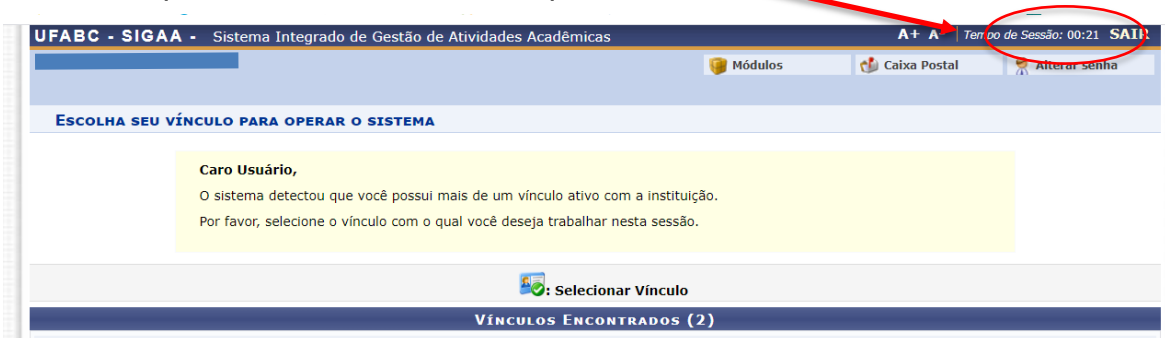 UFABC - SIGAA - Sistema Integrado de Gestão de Atividades Acadêmicas A+ A- Tempo de Sessão: 00:21 SAIR
Módulos Caixa Postal Alterar senha
ESCOLHA SEU VÍNCULO PARA OPERAR O SISTEMA
Caro Usuário,
O sistema detectou que você possui mais de um vínculo ativo com a instituição.
Por favor, selecione o vínculo com o qual você deseja trabalhar nesta sessão.
: Selecionar Vínculo
VÍNCULOS ENCONTRADOS (2)